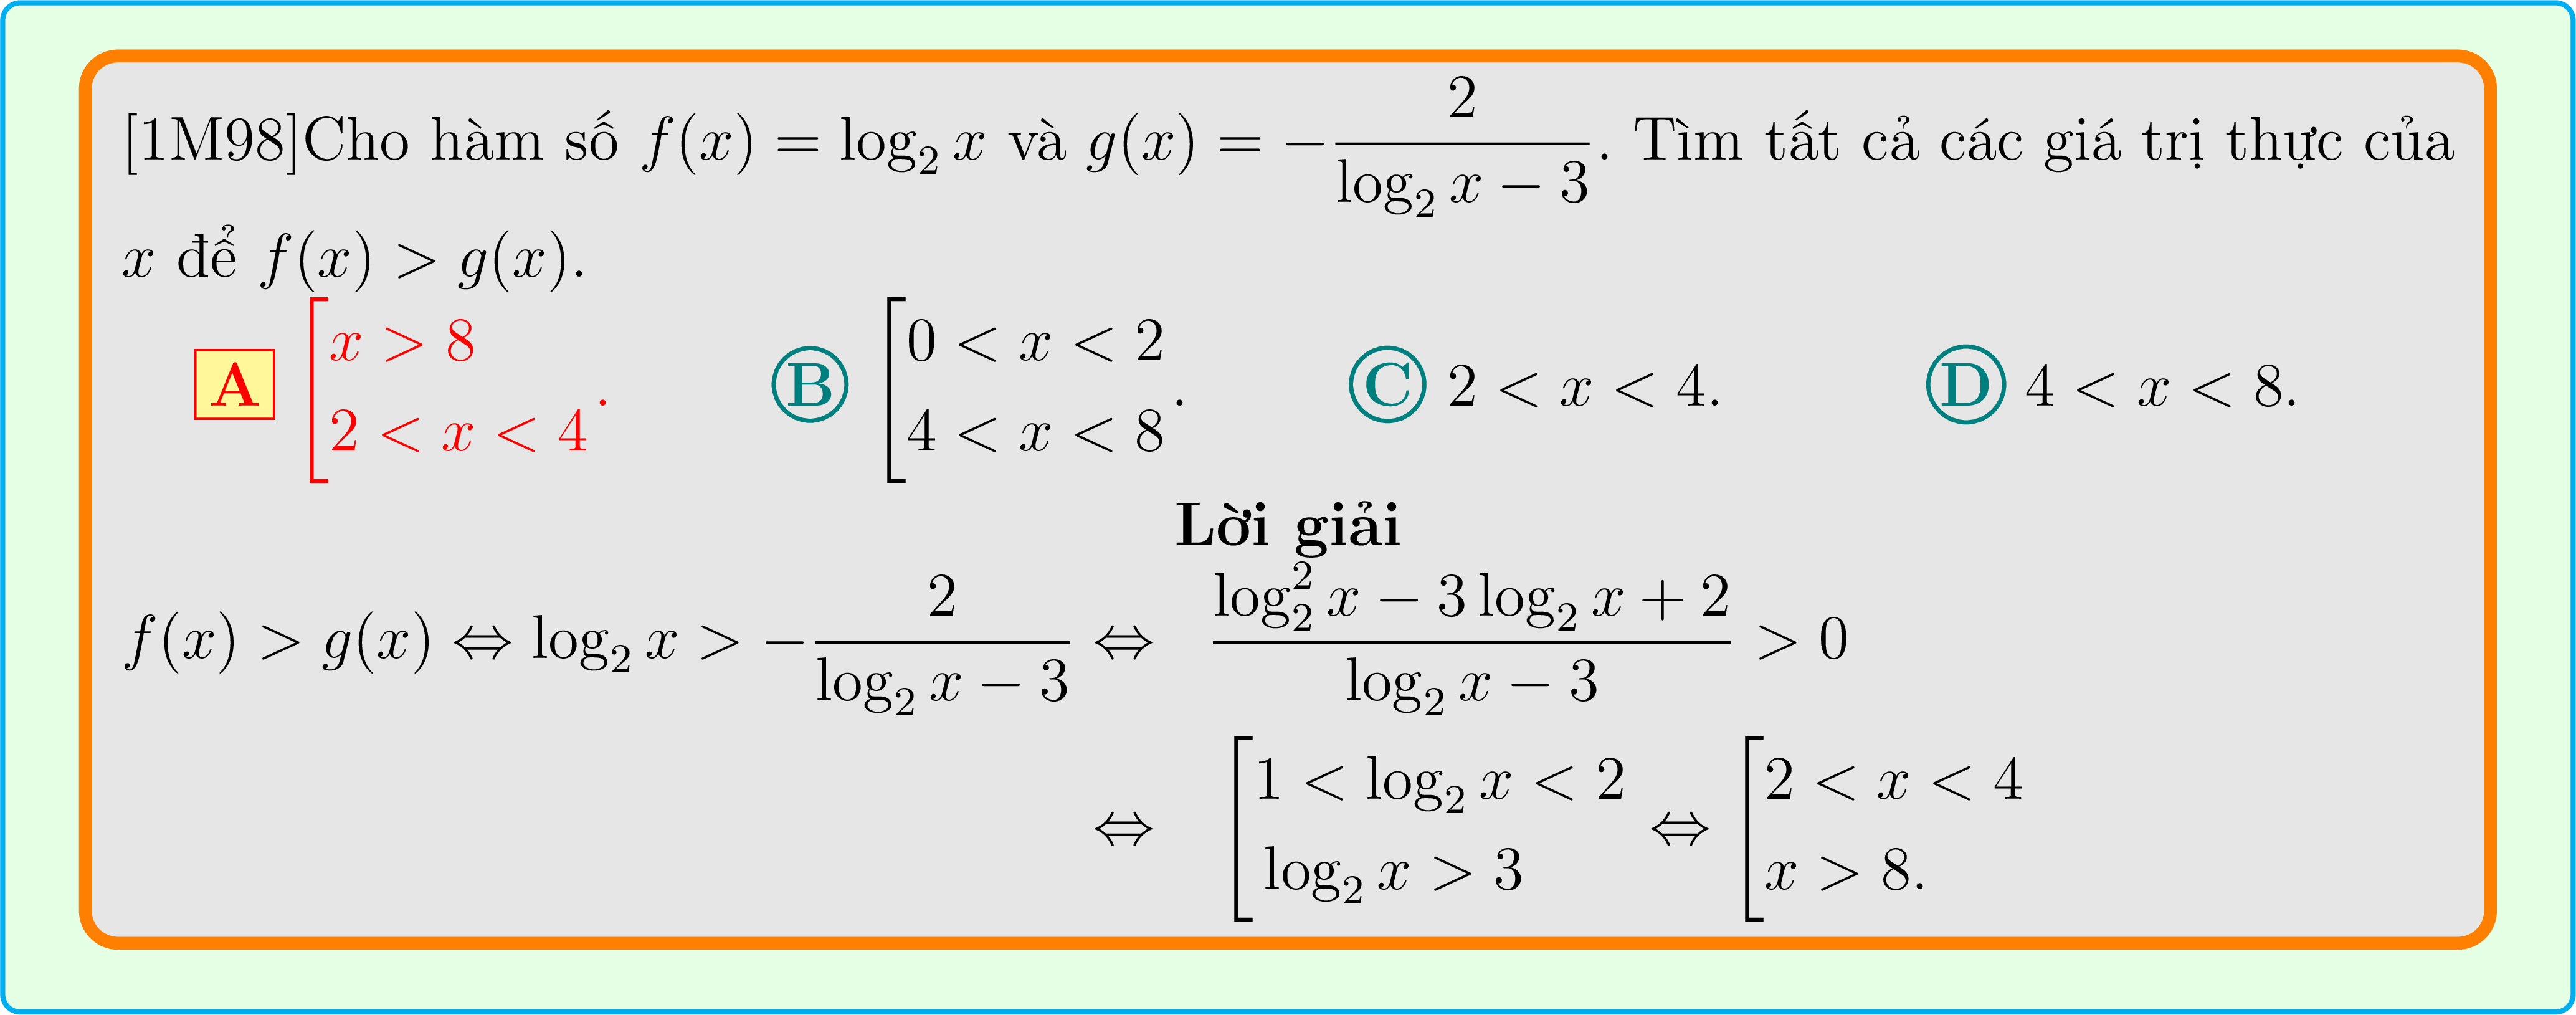 [1M98]Cho hàm số $f(x) = \log_2 x$ và $g(x) = -\dfrac{2}{\log_2 x - 3}$. Tìm tất cả các giá trị thực của
$x$ để $f(x) > g(x)$.
A $\left[\begin{array}{l} x > 8 \\ 2 < x < 4 \end{array}\right.$. B $\left[\begin{array}{l} 0 < x < 2 \\ 4 < x < 8 \end{array}\right.$. C $2 < x < 4$. D $4 < x < 8$.
Lời giải
$f(x) > g(x) \Leftrightarrow \log_2 x > -\dfrac{2}{\log_2 x - 3} \Leftrightarrow \dfrac{\log_2^2 x - 3\log_2 x + 2}{\log_2 x - 3} > 0$
$\Leftrightarrow \left[\begin{array}{l} 1 < \log_2 x < 2 \\ \log_2 x > 3 \end{array}\right. \Leftrightarrow \left[\begin{array}{l} 2 < x < 4 \\ x > 8. \end{array}\right.$